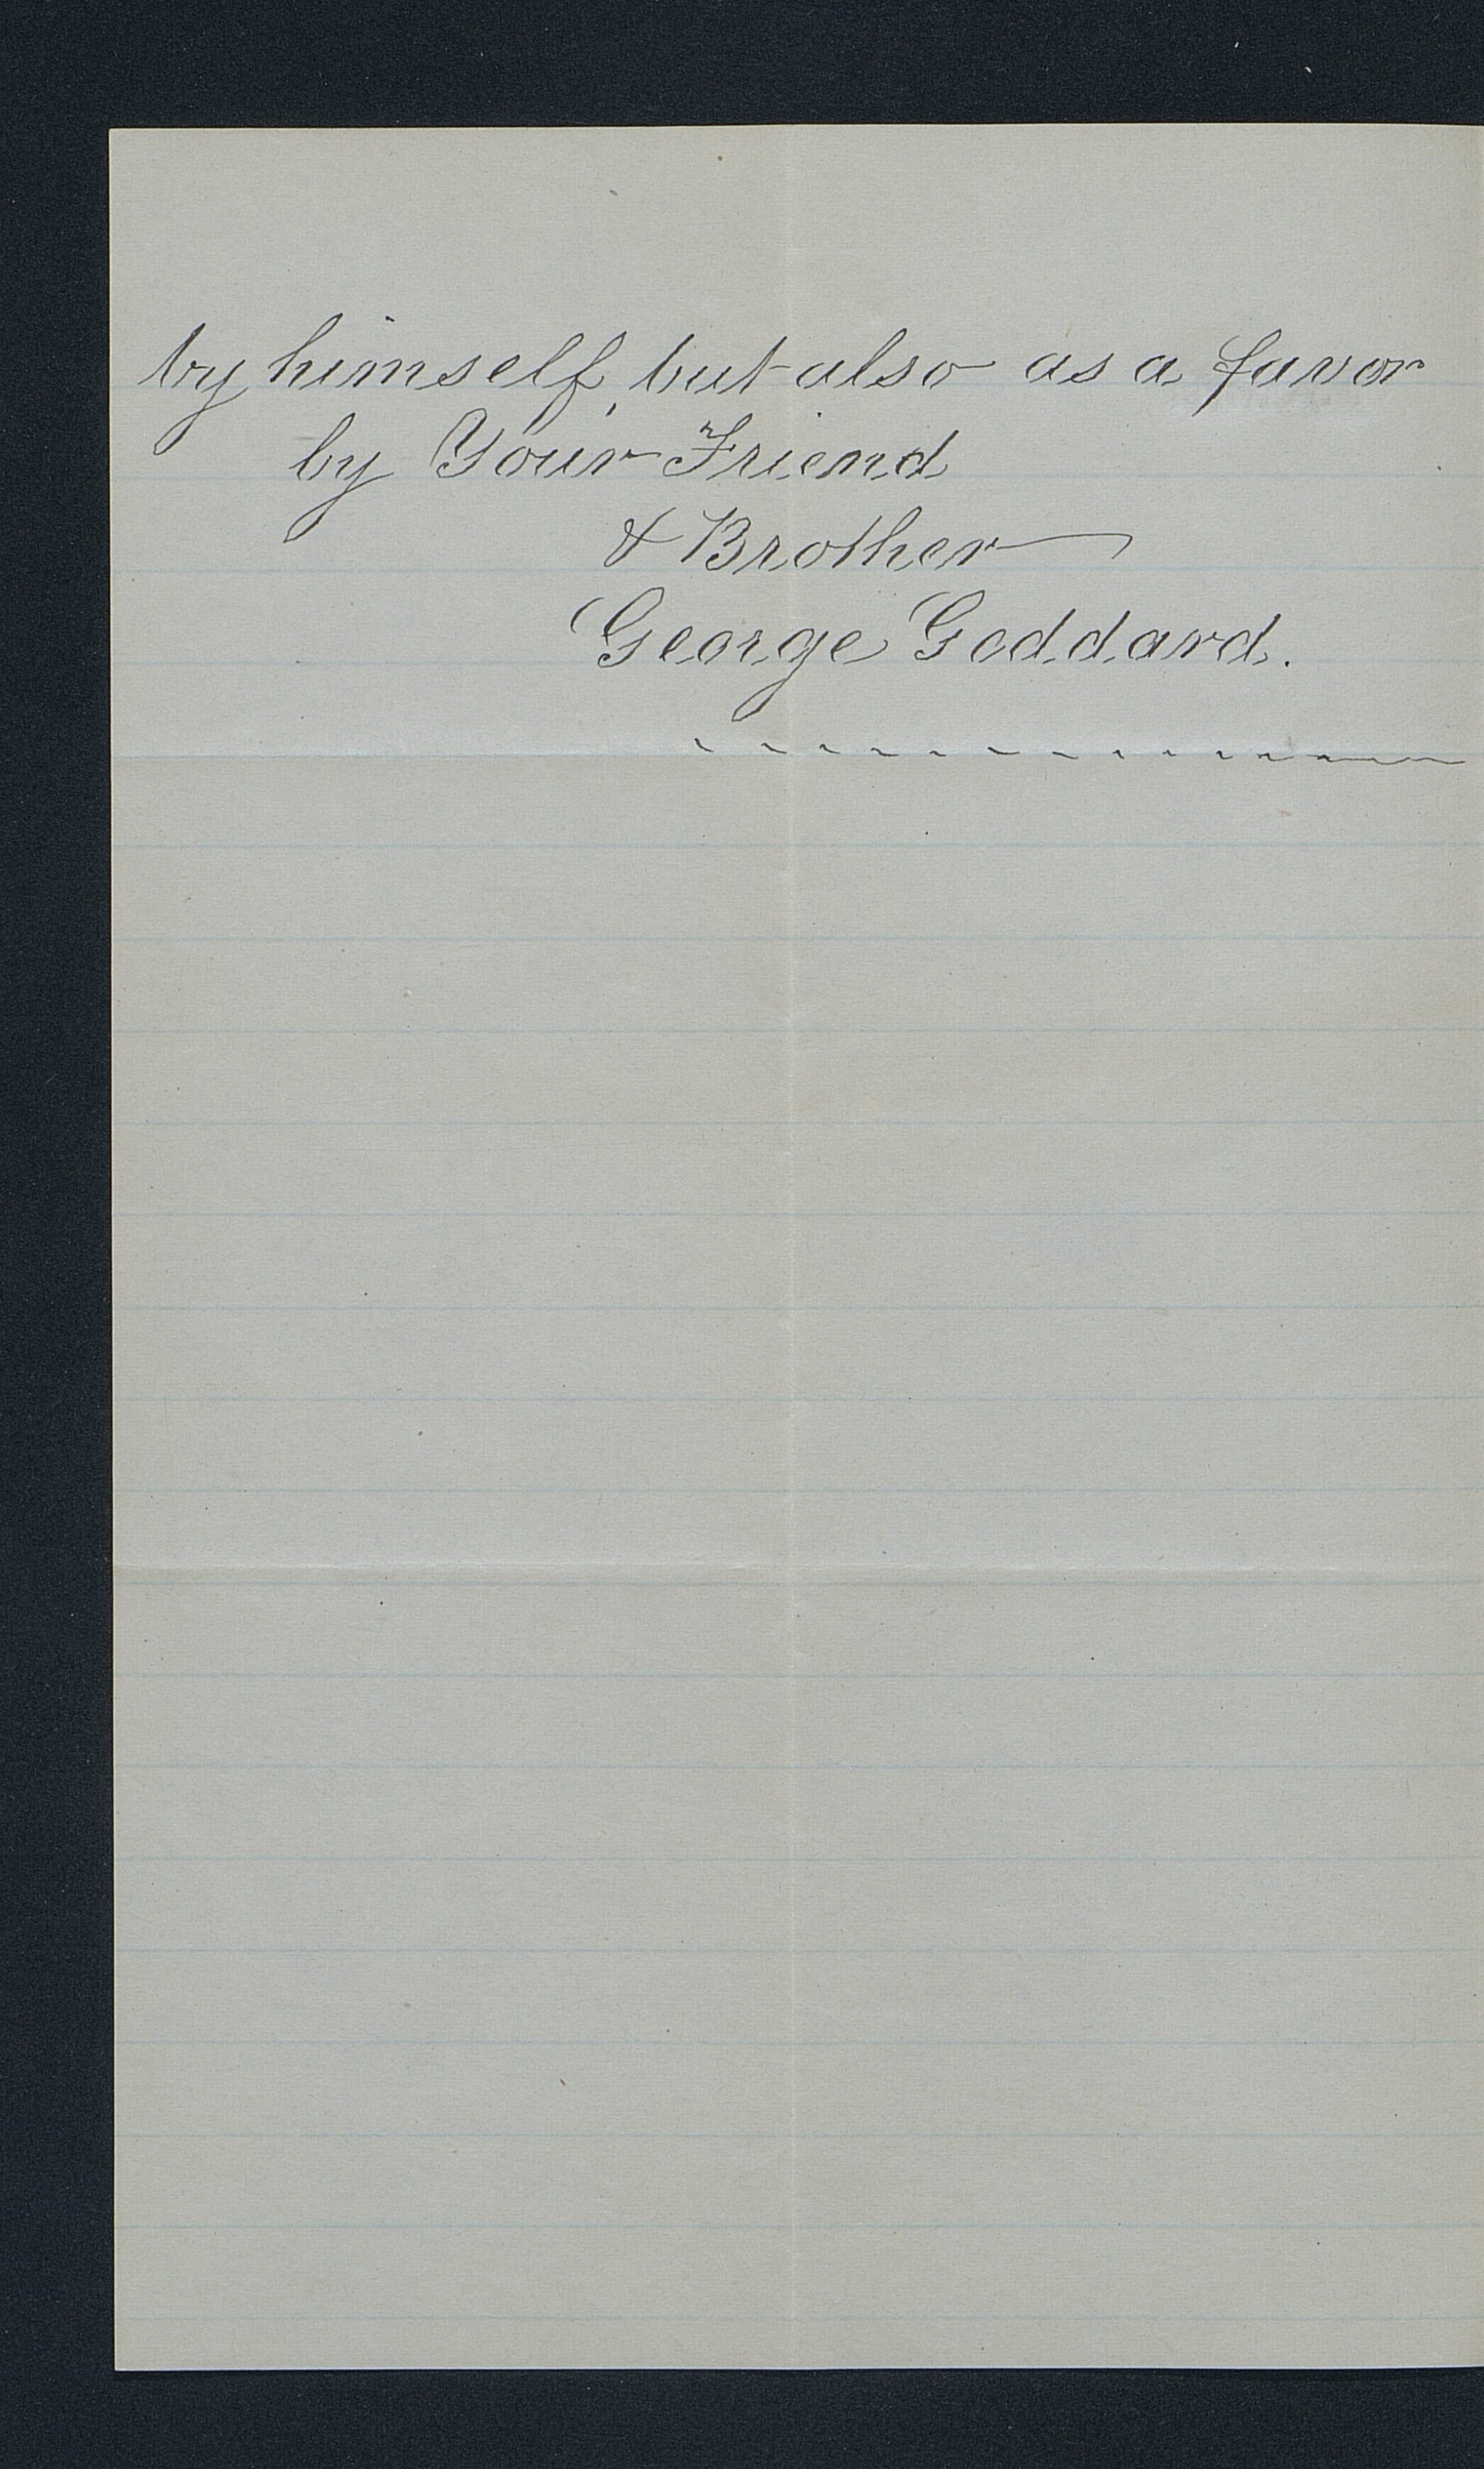 by himself, but also as a favor
by Your Friend
& Brother
George Goddard.